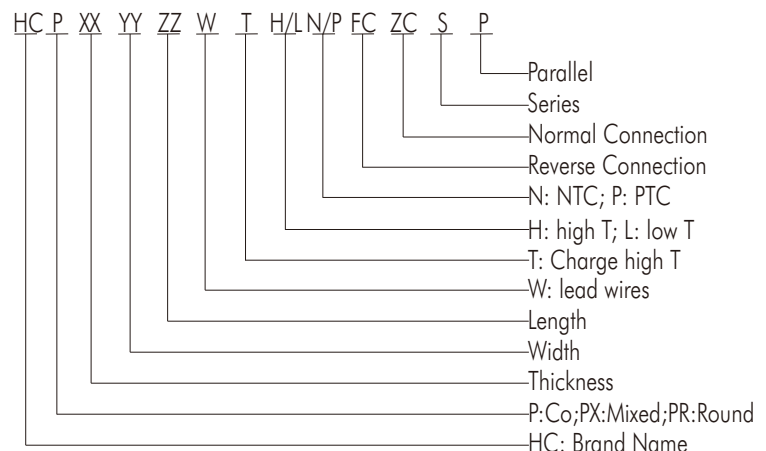 HC P XX YY ZZ W T H/L N/P FC ZC S P
Parallel
Series
Normal Connection
Reverse Connection
N: NTC; P: PTC
H: high T; L: low T
T: Charge high T
W: lead wires
Length
Width
Thickness
P:Co;PX:Mixed;PR:Round
HC: Brand Name